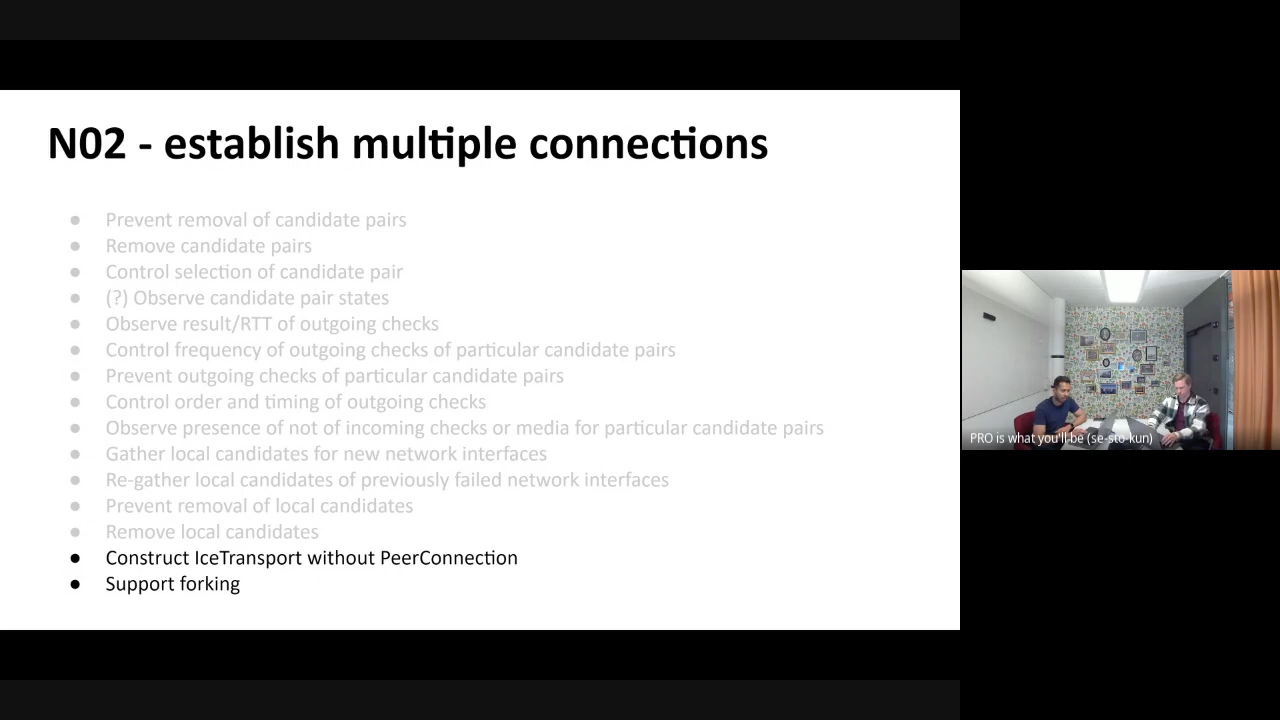 N02 - establish multiple connections
● Prevent removal of candidate pairs
● Remove candidate pairs
● Control selection of candidate pair
● (?) Observe candidate pair states
● Observe result/RTT of outgoing checks
● Control frequency of outgoing checks of particular candidate pairs
● Prevent outgoing checks of particular candidate pairs
● Control order and timing of outgoing checks
● Observe presence of not of incoming checks or media for particular candidate pairs
● Gather local candidates for new network interfaces
● Re-gather local candidates of previously failed network interfaces
● Prevent removal of local candidates
● Remove local candidates
● Construct IceTransport without PeerConnection
● Support forking
PRO is what you'll be (se-sto-kun)